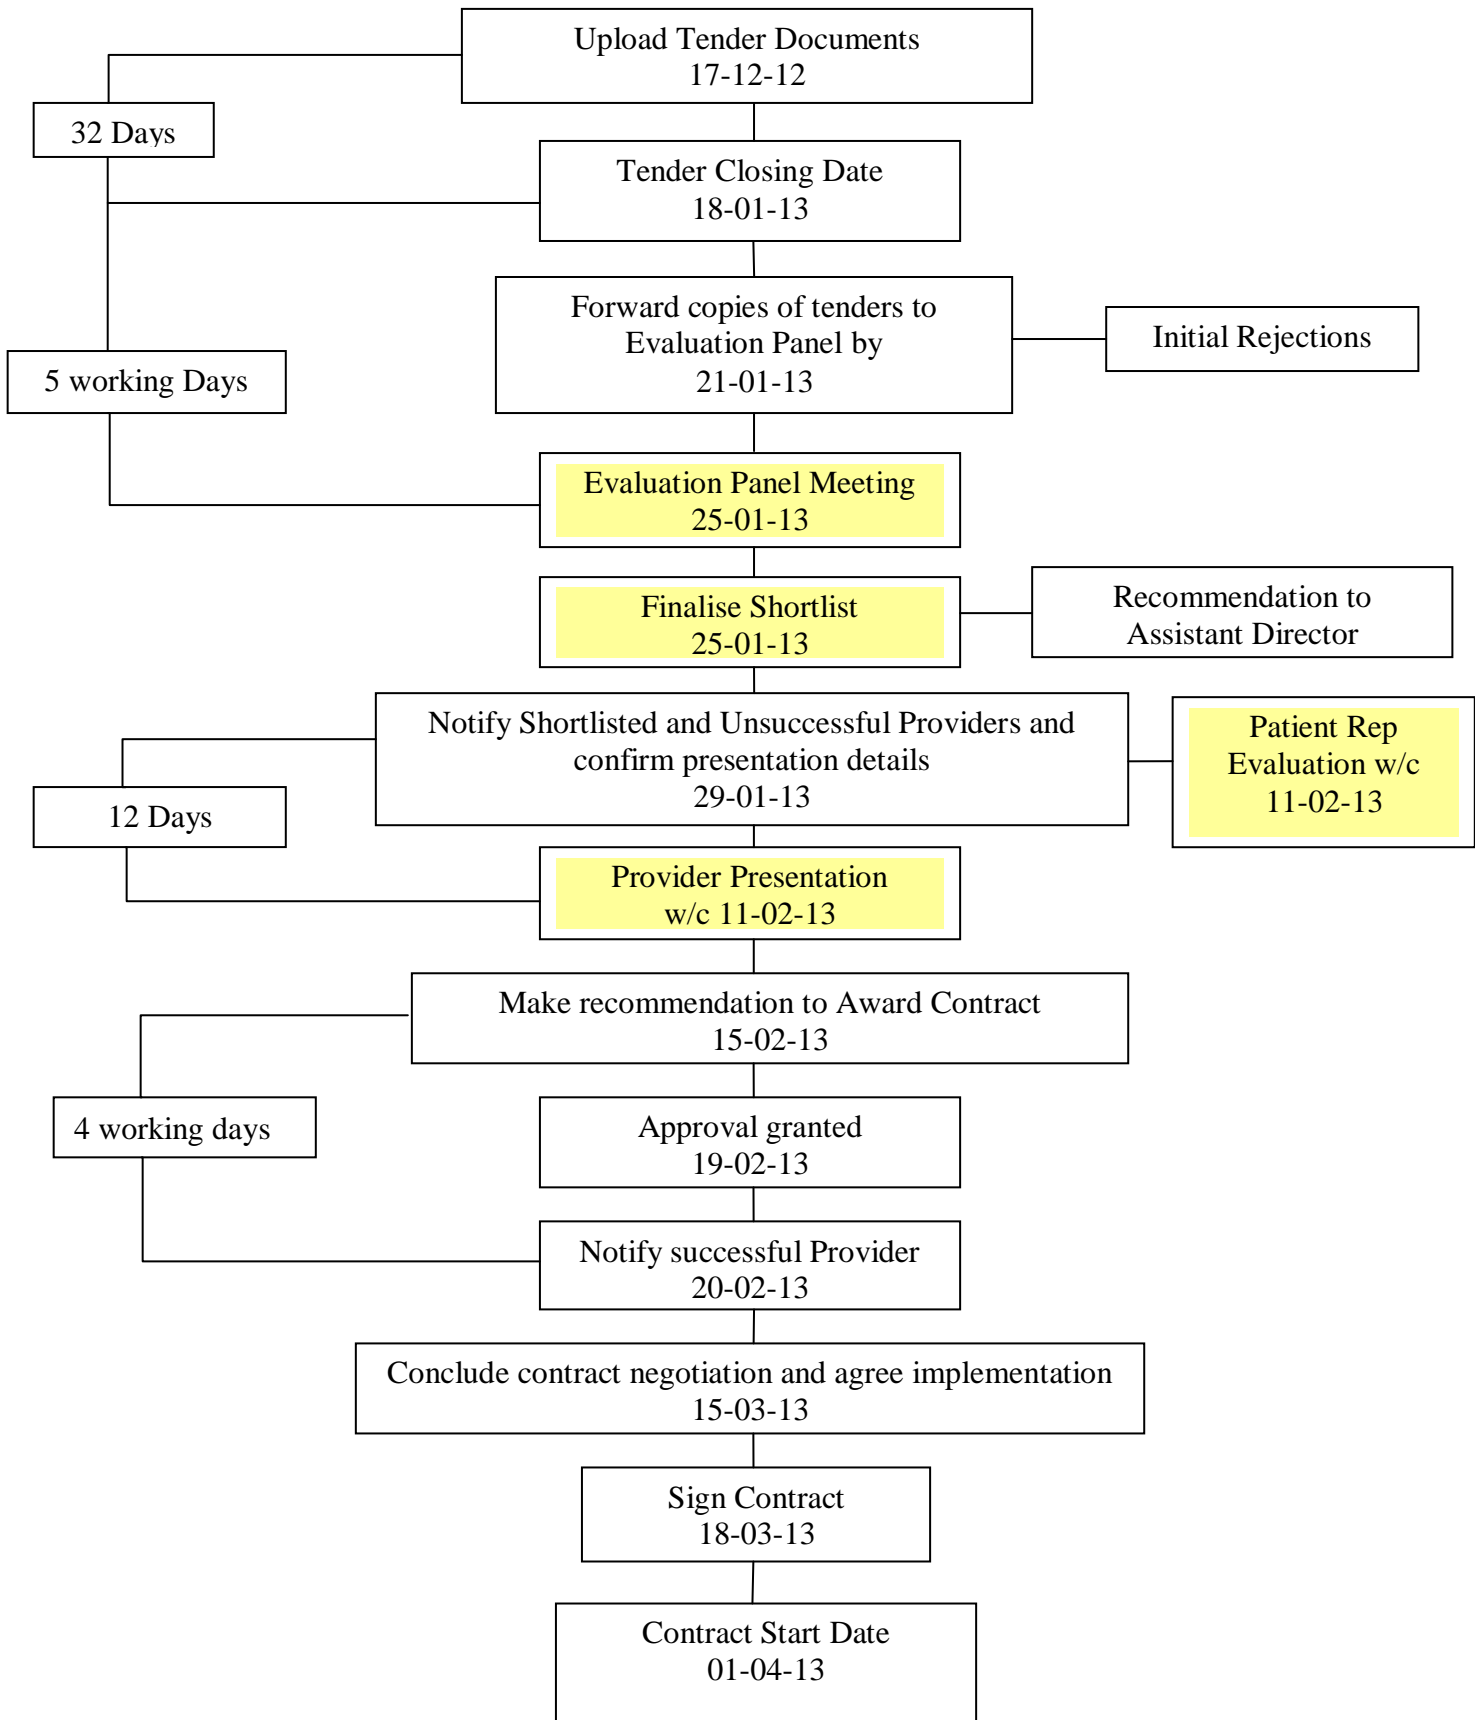 Upload Tender Documents
17-12-12
32 Days
Tender Closing Date
18-01-13
Forward copies of tenders to
Evaluation Panel by
21-01-13
Initial Rejections
5 working Days
Evaluation Panel Meeting
25-01-13
Finalise Shortlist
25-01-13
Recommendation to
Assistant Director
Notify Shortlisted and Unsuccessful Providers and
confirm presentation details
29-01-13
Patient Rep
Evaluation w/c
11-02-13
12 Days
Provider Presentation
w/c 11-02-13
Make recommendation to Award Contract
15-02-13
4 working days
Approval granted
19-02-13
Notify successful Provider
20-02-13
Conclude contract negotiation and agree implementation
15-03-13
Sign Contract
18-03-13
Contract Start Date
01-04-13